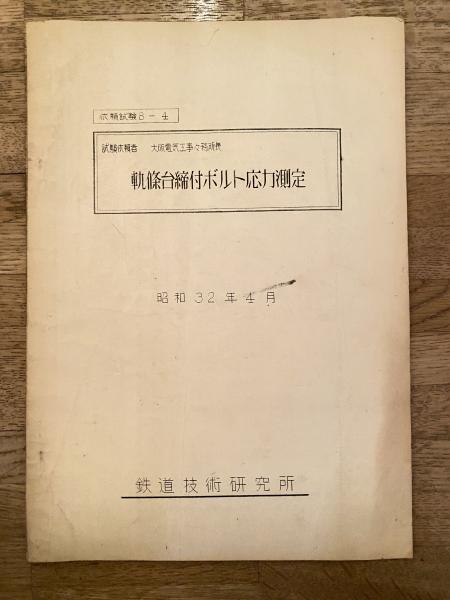 依頼試験8-4
試験依頼者 大阪電気工事々務所長
軌條台締付ボルト応力測定
昭和32年4月
鉄道技術研究所